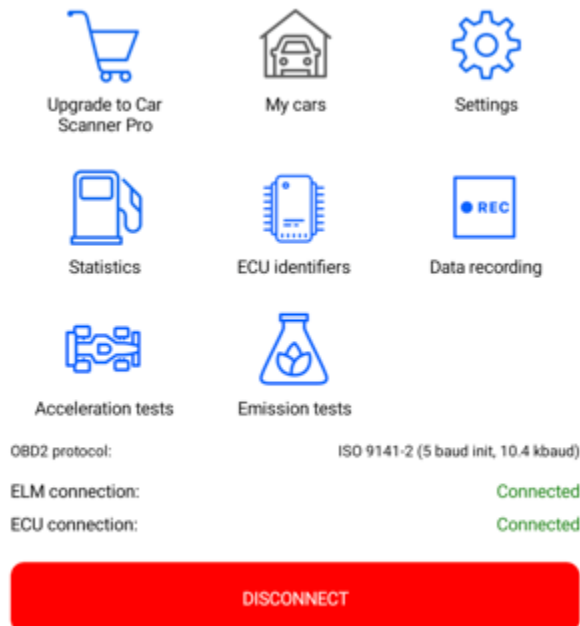 Upgrade to Car
Scanner Pro
My cars
Settings
Statistics
ECU identifiers
REC
Data recording
Acceleration tests
Emission tests
OBD2 protocol: ISO 9141-2 (5 baud init, 10.4 kbaud)
ELM connection: Connected
ECU connection: Connected
DISCONNECT